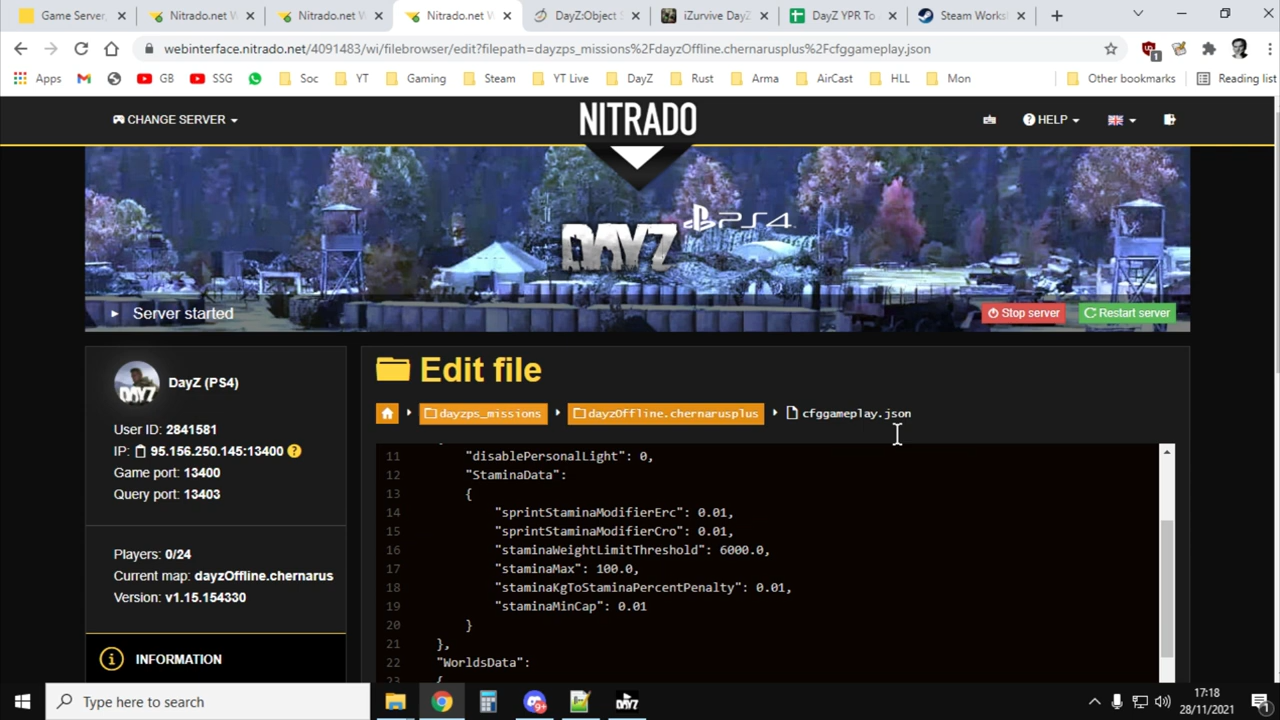 Game Server,
Nitrado.net W
Nitrado.net W
Nitrado.net W
DayZ:Object S
iZurvive DayZ
DayZ YPR To
Steam Worksh
webinterface.nitrado.net/4091483/wi/filebrowser/edit?filepath=dayzps_missions%2FdayzOffline.chernarusplus%2Fcfggameplay.json
1
Apps
GB
SSG
Soc
YT
Gaming
Steam
YT Live
DayZ
Rust
Arma
AirCast
HLL
Mon
Other bookmarks
Reading list
CHANGE SERVER
NITRADO
HELP
DAYZ PS4
Server started
Stop server
Restart server
DAYZ
DayZ (PS4)
User ID: 2841581
IP: 95.156.250.145:13400
Game port: 13400
Query port: 13403
Players: 0/24
Current map: dayzOffline.chernarus
Version: v1.15.154330
INFORMATION
Edit file
dayzps_missions
dayzOffline.chernarusplus
cfggameplay.json
11 "disablePersonalLight": 0,
12 "StaminaData":
13 {
14 "sprintStaminaModifierErc": 0.01,
15 "sprintStaminaModifierCro": 0.01,
16 "staminaWeightLimitThreshold": 6000.0,
17 "staminaMax": 100.0,
18 "staminaKgToStaminaPercentPenalty": 0.01,
19 "staminaMinCap": 0.01
20 }
21 },
22 "WorldsData":
23 {
Type here to search
9+
17:18
28/11/2021
1